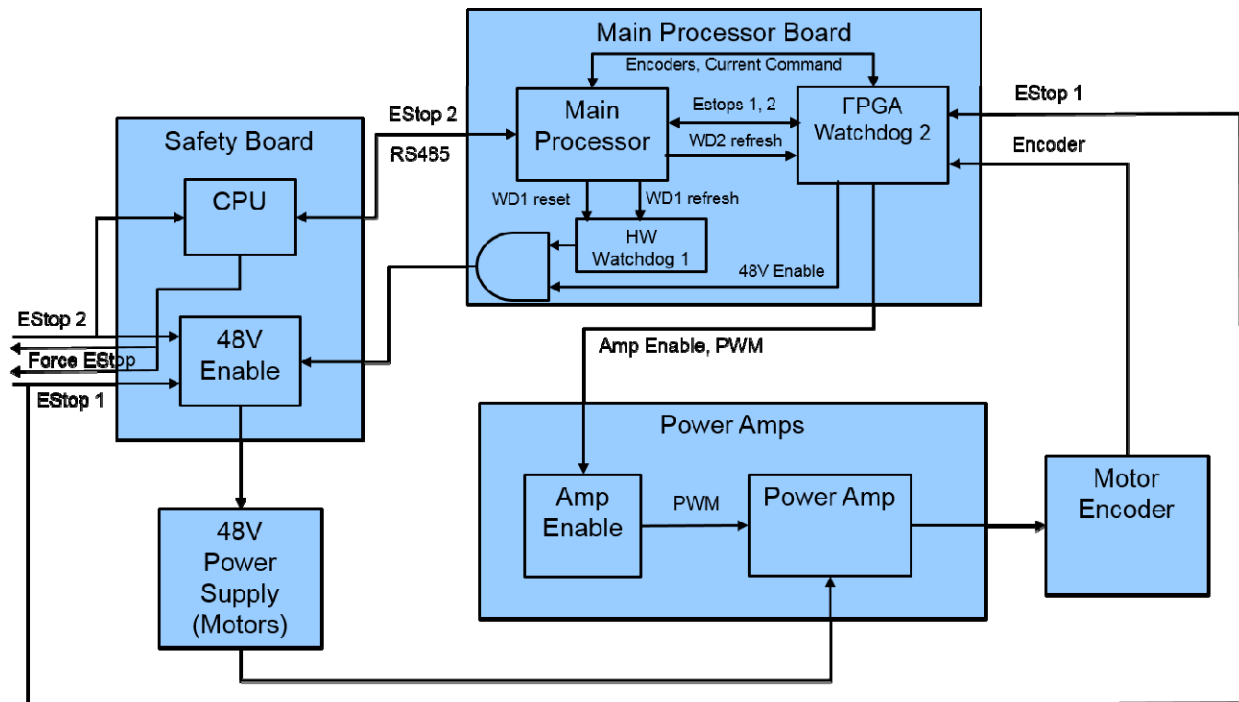 Main Processor Board
Encoders, Current Command
Main
Processor
Estops 1, 2
WD2 refresh
ГPGA
Watchdog 2
EStop 1
Encoder
EStop 2
RS485
WD1 reset
WD1 refresh
HW
Watchdog 1
48V Enable
Safety Board
CPU
EStop 2
Force EStop
EStop 1
48V
Enable
Amp Enable, PWM
Power Amps
Amp
Enable
PWM
Power Amp
Motor
Encoder
48V
Power
Supply
(Motors)